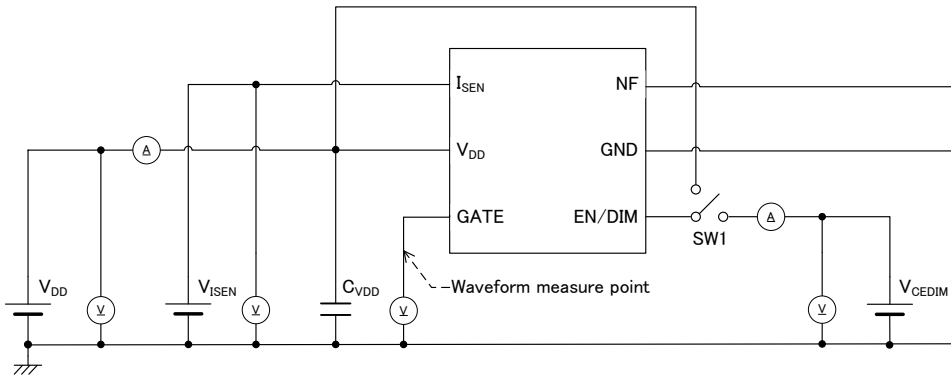 I_SEN
NF
A
V_DD
GND
GATE
EN/DIM
A
SW1
V_DD
V
V_ISEN
V
C_VDD
V
Waveform measure point
V
V_CEDIM